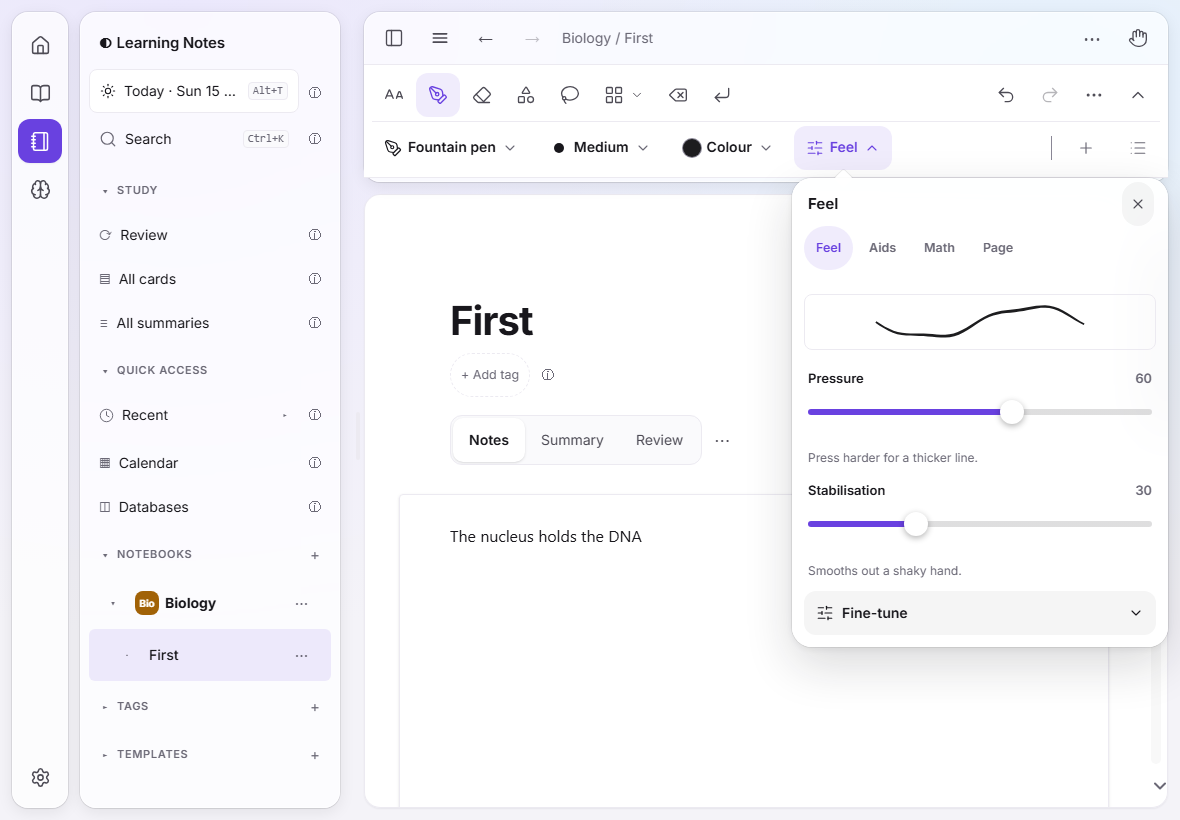 Learning Notes
Today · Sun 15 ... Alt+T
Search Ctrl+K
STUDY
Review
All cards
All summaries
QUICK ACCESS
Recent
Calendar
Databases
NOTEBOOKS
Bio Biology
First
TAGS
TEMPLATES
Biology / First
AA
Fountain pen
Medium
Colour
Feel
First
+ Add tag
Notes Summary Review
The nucleus holds the DNA
Feel
Feel Aids Math Page
Pressure 60
Press harder for a thicker line.
Stabilisation 30
Smooths out a shaky hand.
Fine-tune